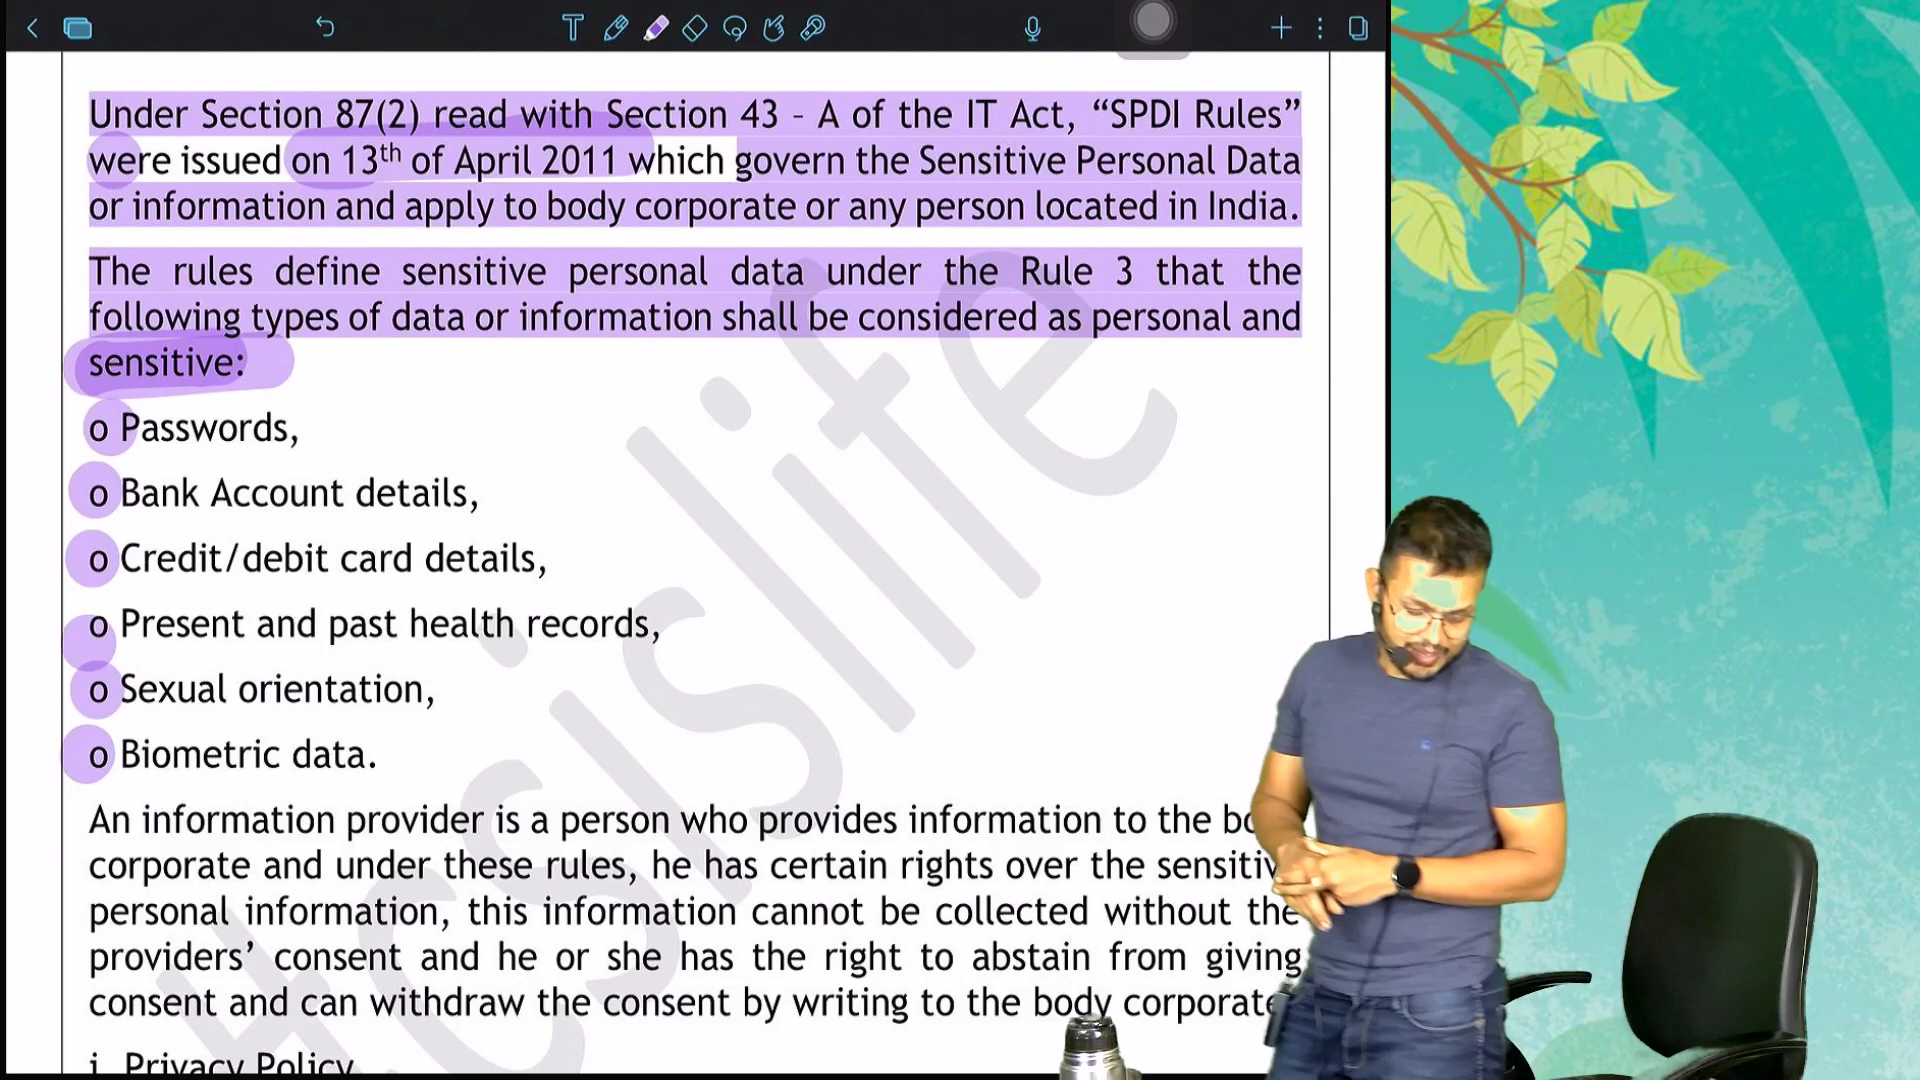 Under Section 87(2) read with Section 43 – A of the IT Act, “SPDI Rules”
were issued on 13th of April 2011 which govern the Sensitive Personal Data
or information and apply to body corporate or any person located in India.
The rules define sensitive personal data under the Rule 3 that the
following types of data or information shall be considered as personal and
sensitive:
o Passwords,
o Bank Account details,
o Credit/debit card details,
o Present and past health records,
o Sexual orientation,
o Biometric data.
An information provider is a person who provides information to the
corporate and under these rules, he has certain rights over the
personal information, this information cannot be collected without the
providers’ consent and he or she has the right to abstain from giving
consent and can withdraw the consent by writing to the body corporate
i. Privacy Policy